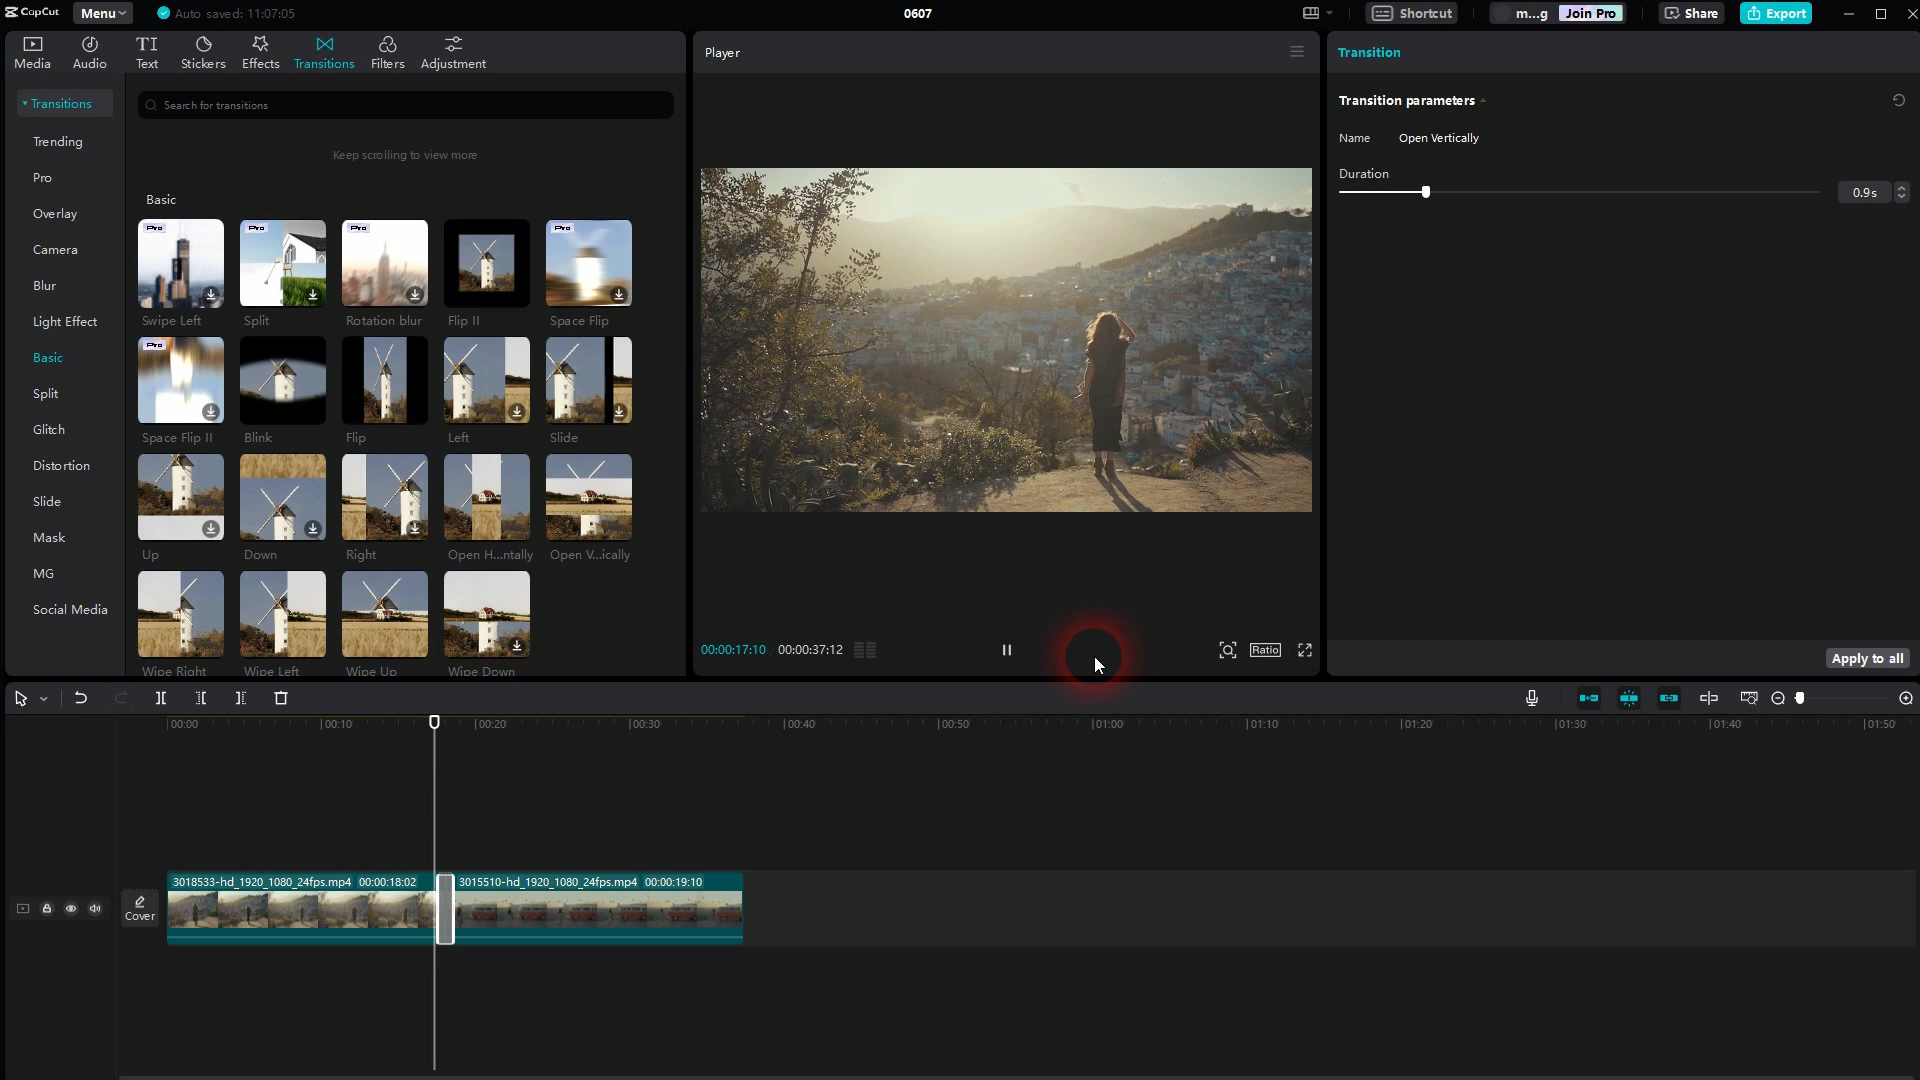 CapCut Menu Auto saved: 11:07:05 0607 Shortcut m...g Join Pro Share Export
Media Audio Text Stickers Effects Transitions Filters Adjustment
Player
Transition
Transitions
Trending
Pro
Overlay
Camera
Blur
Light Effect
Basic
Split
Glitch
Distortion
Slide
Mask
MG
Social Media
Search for transitions
Keep scrolling to view more
Basic
Pro Pro Pro Pro
Swipe Left Split Rotation blur Flip II Space Flip
Pro
Space Flip II Blink Flip Left Slide
Up Down Right Open H...ntally Open V...ically
Wipe Right Wipe Left Wipe Up Wipe Down
00:00:17:10 00:00:37:12 Ratio
Transition parameters
Name Open Vertically
Duration
0.9s
Apply to all
00:00 00:10 00:20 00:30 00:40 00:50 01:00 01:10 01:20 01:30 01:40 01:50
3018533-hd_1920_1080_24fps.mp4 00:00:18:02 3015510-hd_1920_1080_24fps.mp4 00:00:19:10
Cover